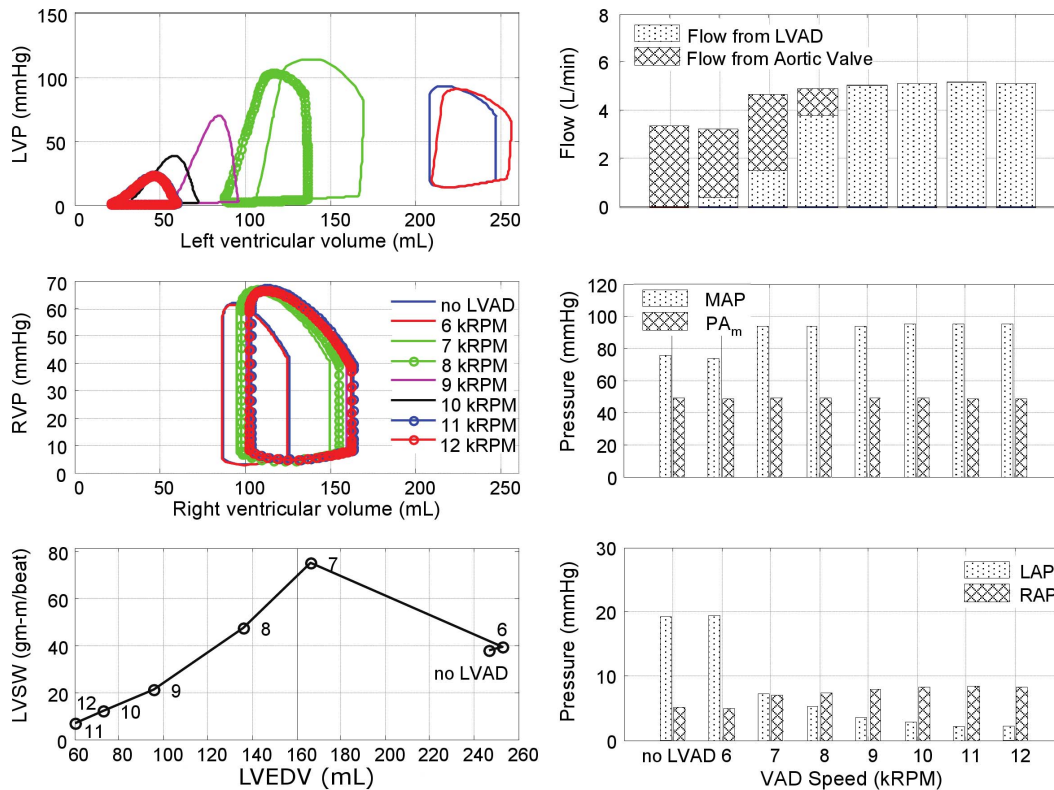 LVP (mmHg)
150
100
50
0
0 50 100 150 200 250
Left ventricular volume (mL)
Flow (L/min)
8
6
4
2
0
Flow from LVAD
Flow from Aortic Valve
RVP (mmHg)
70
60
50
40
30
20
10
0
no LVAD
6 kRPM
7 kRPM
8 kRPM
9 kRPM
10 kRPM
11 kRPM
12 kRPM
0 50 100 150 200 250
Right ventricular volume (mL)
Pressure (mmHg)
120
100
80
60
40
20
0
MAP
PAm
LVSW (gm-m/beat)
80
60
40
20
0
7
6
8
no LVAD
9
12
10
11
60 80 100 120 140 160 180 200 220 240 260
LVEDV (mL)
Pressure (mmHg)
30
20
10
0
LAP
RAP
no LVAD 6 7 8 9 10 11 12
VAD Speed (kRPM)